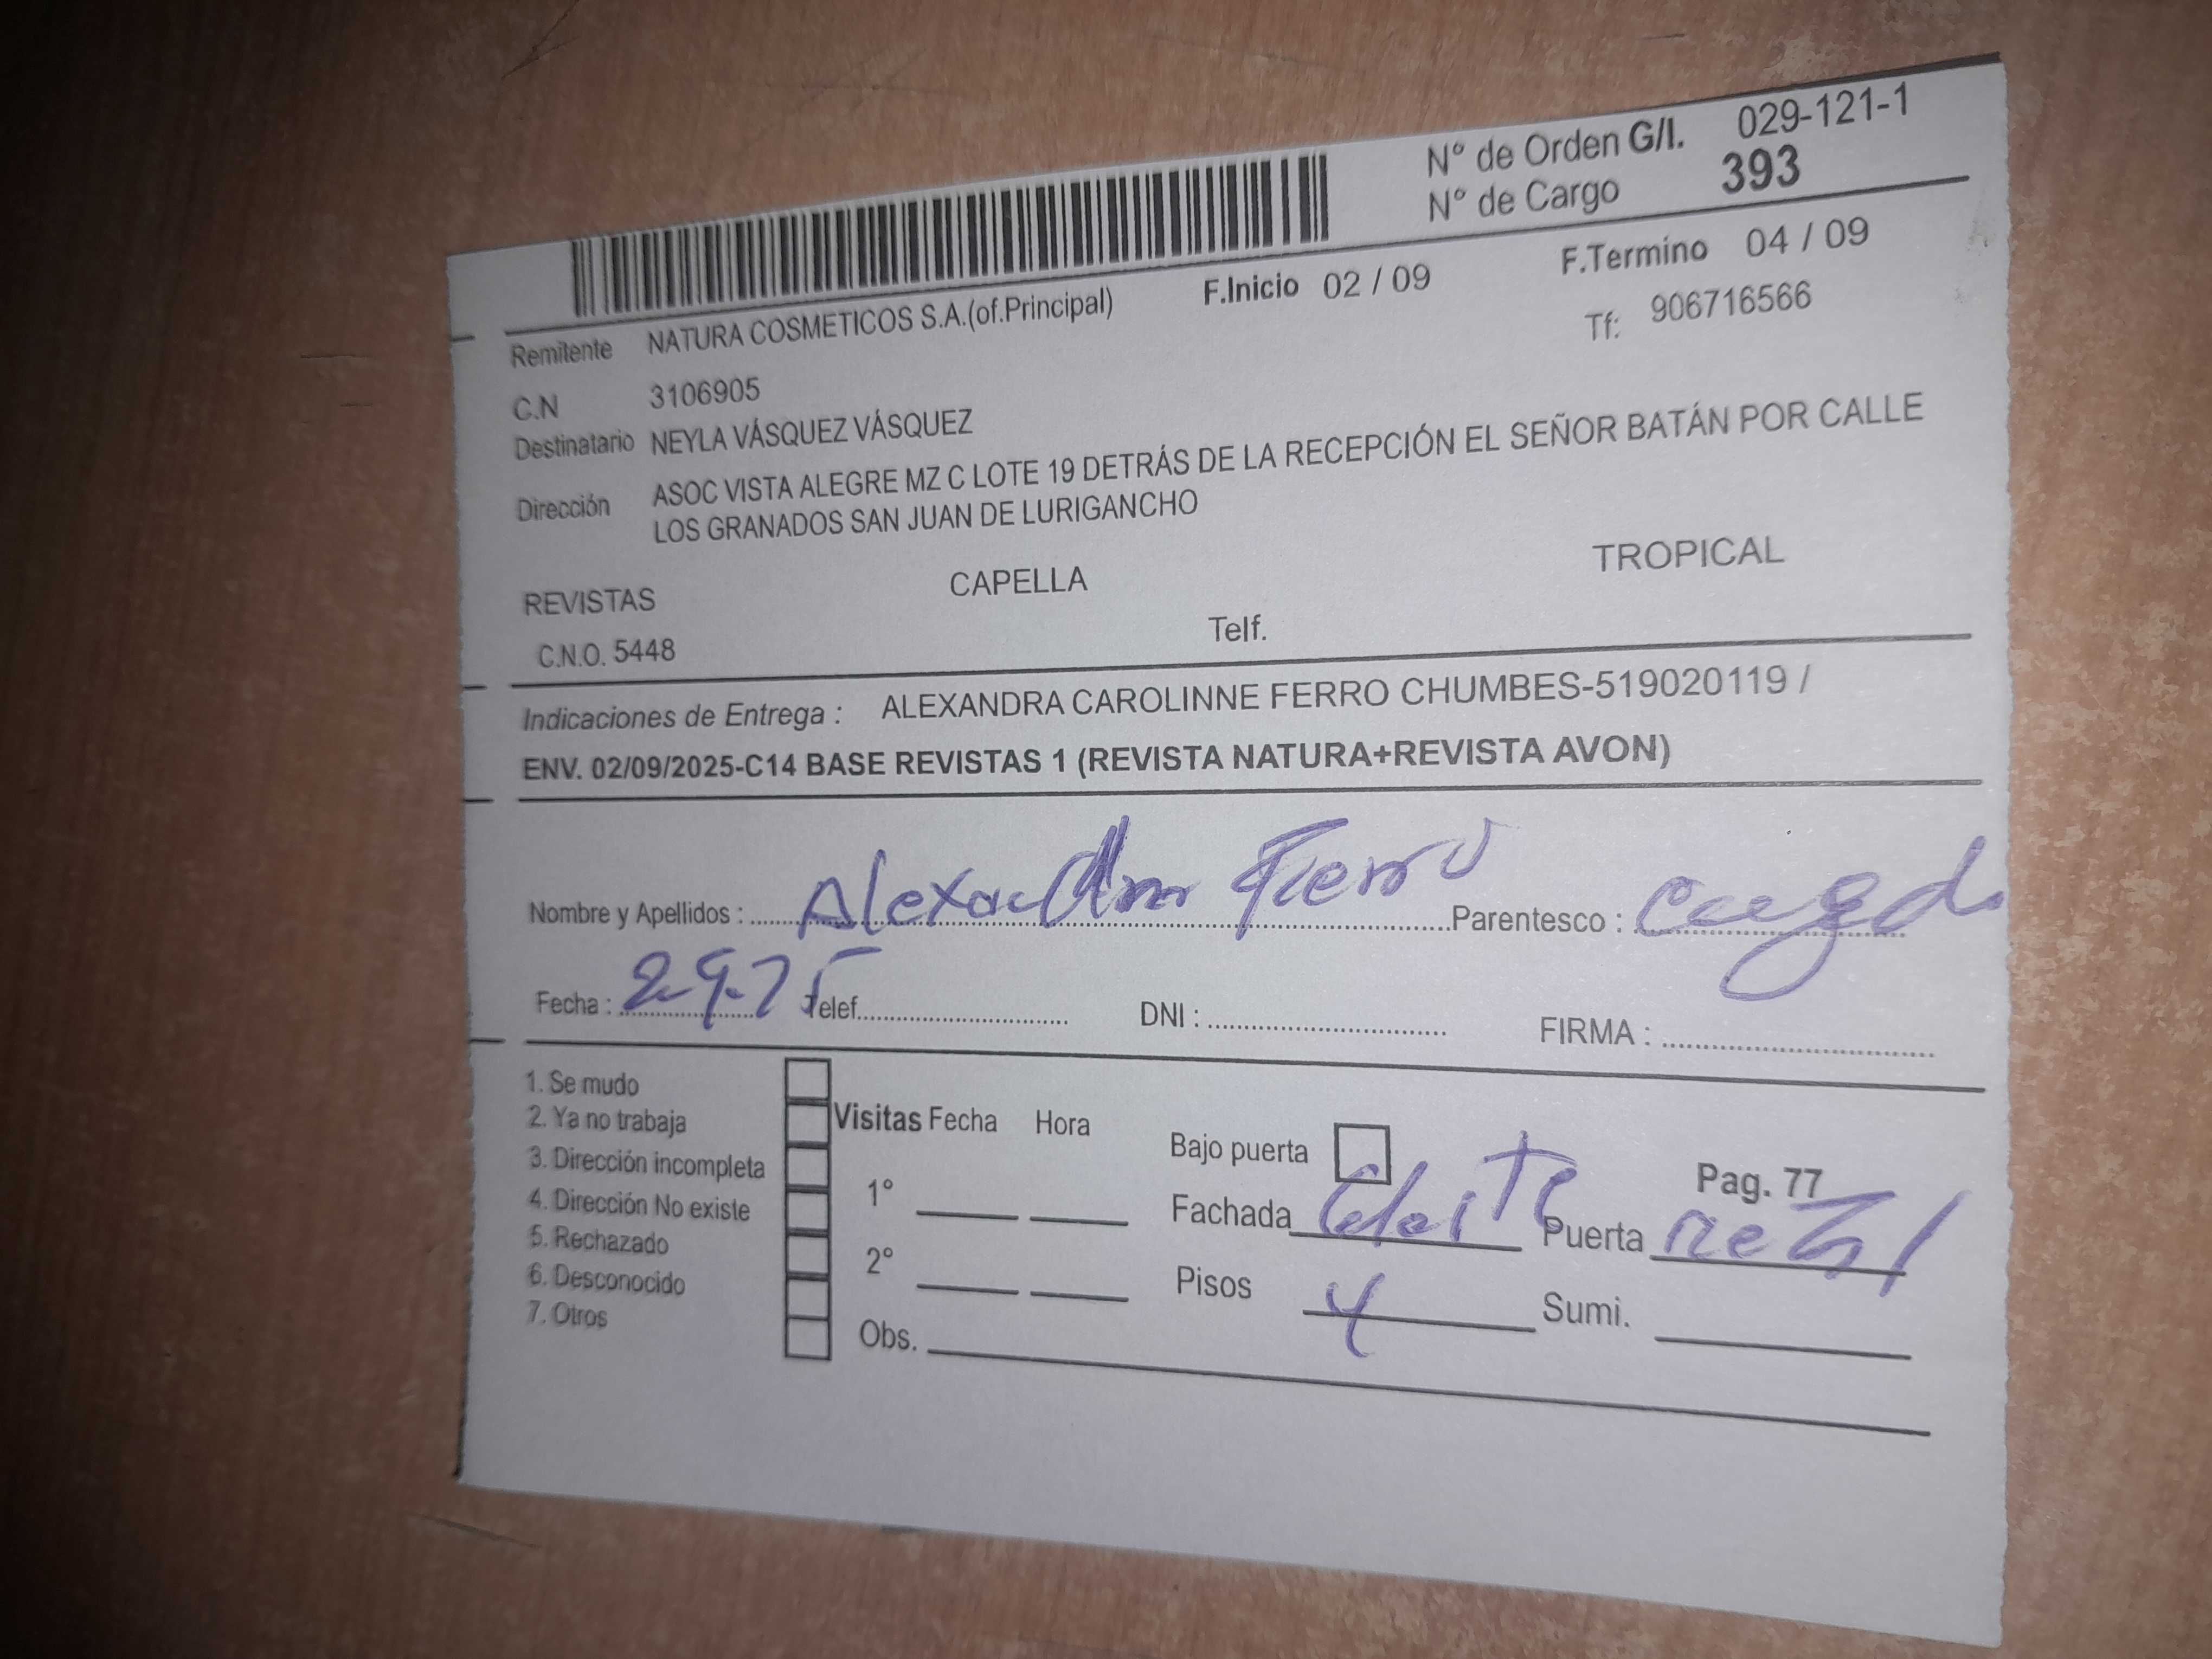 N° de Orden G/I. 029-121-1
N° de Cargo 393
F.Inicio 02 / 09 F.Termino 04 / 09
Remitente NATURA COSMETICOS S.A.(of.Principal) Tf: 906716566
C.N 3106905
Destinatario NEYLA VÁSQUEZ VÁSQUEZ
Dirección ASOC VISTA ALEGRE MZ C LOTE 19 DETRÁS DE LA RECEPCIÓN EL SEÑOR BATÁN POR CALLE
LOS GRANADOS SAN JUAN DE LURIGANCHO
REVISTAS CAPELLA TROPICAL
C.N.O. 5448 Telf.
Indicaciones de Entrega : ALEXANDRA CAROLINNE FERRO CHUMBES-519020119 /
ENV. 02/09/2025-C14 BASE REVISTAS 1 (REVISTA NATURA+REVISTA AVON)
Nombre y Apellidos : Alexandra Ferro Parentesco :
Fecha : 2-9-25 Telef. DNI : FIRMA :
1. Se mudo
2. Ya no trabaja
3. Dirección incompleta
4. Dirección No existe
5. Rechazado
6. Desconocido
7. Otros
Visitas Fecha Hora
1°
2°
Obs.
Bajo puerta Pag. 77
Fachada Celeste Puerta
Pisos 4 Sumi.